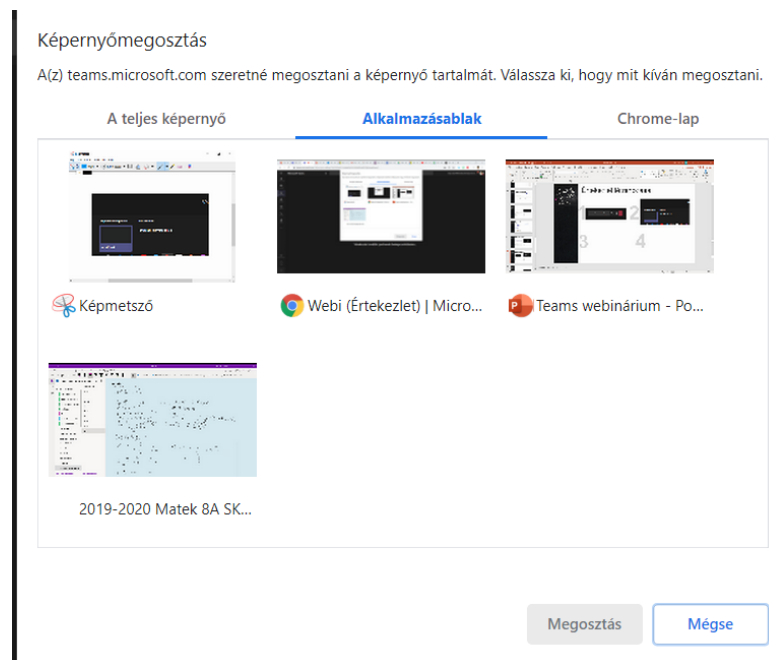 Képernyőmegosztás
A(z) teams.microsoft.com szeretné megosztani a képernyő tartalmát. Válassza ki, hogy mit kíván megosztani.
A teljes képernyő Alkalmazásablak Chrome-lap
Képmetsző Webi (Értekezlet) | Micro... Teams webinárium - Po...
2019-2020 Matek 8A SK...
Megosztás Mégse